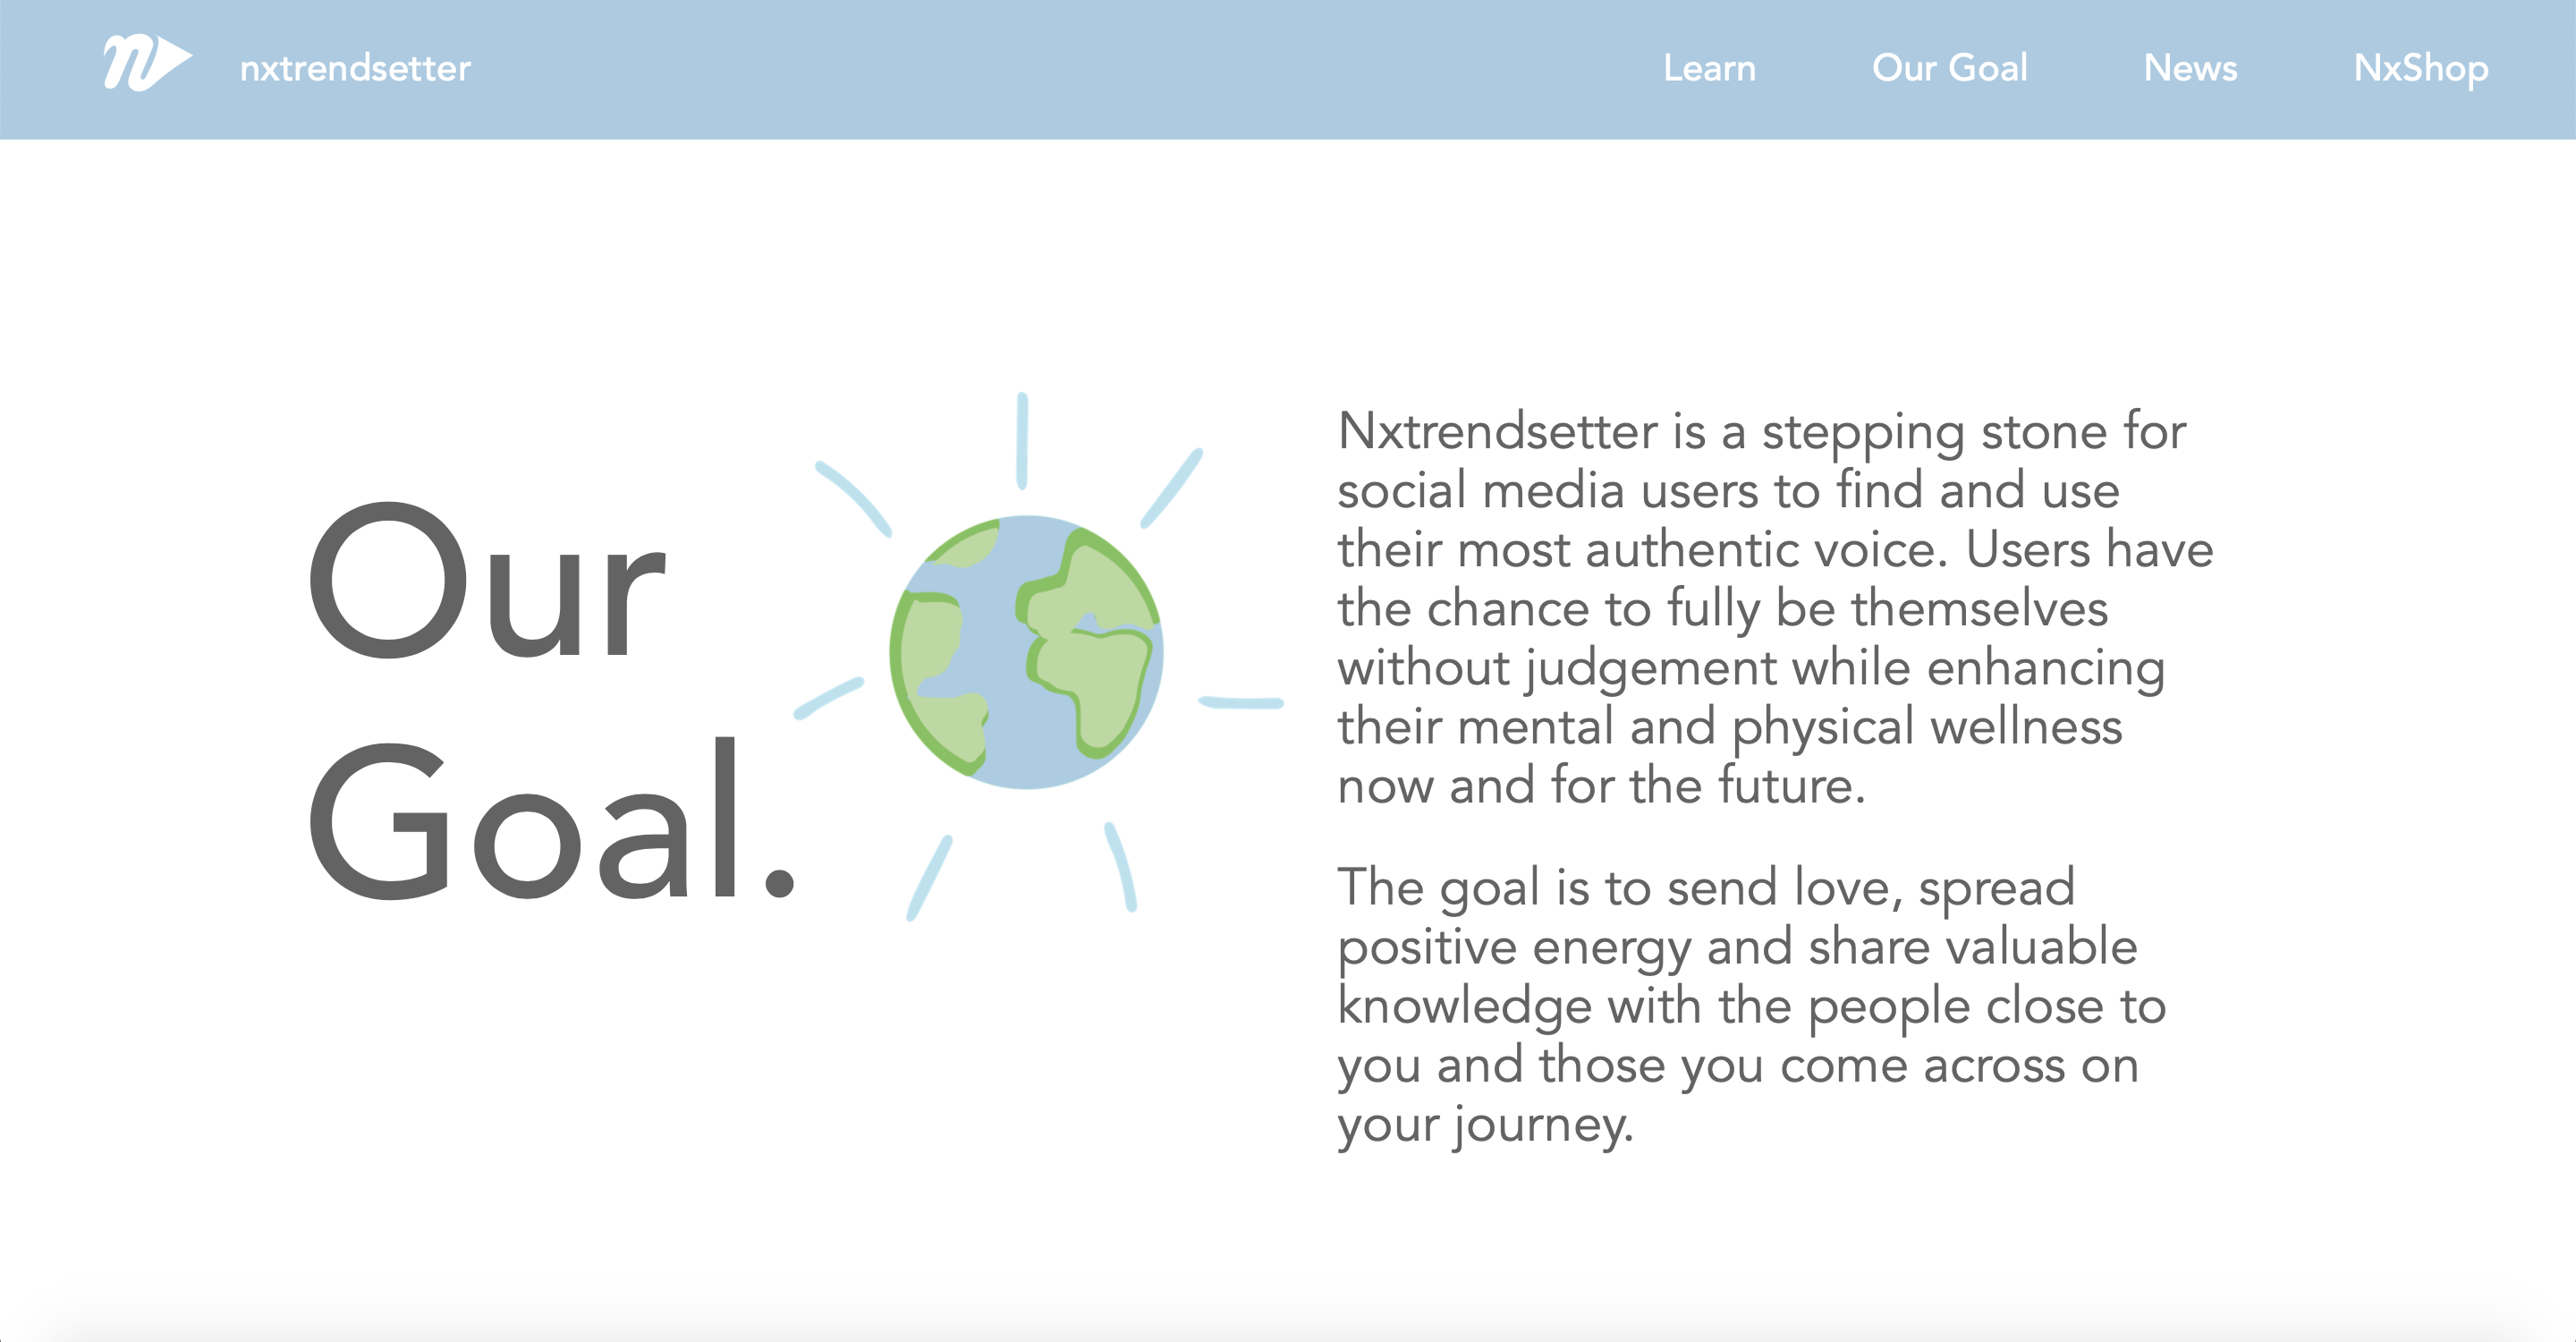 nxtrendsetter
Learn
Our Goal
News
NxShop
Our
Goal.
Nxtrendsetter is a stepping stone for
social media users to find and use
their most authentic voice. Users have
the chance to fully be themselves
without judgement while enhancing
their mental and physical wellness
now and for the future.
The goal is to send love, spread
positive energy and share valuable
knowledge with the people close to
you and those you come across on
your journey.